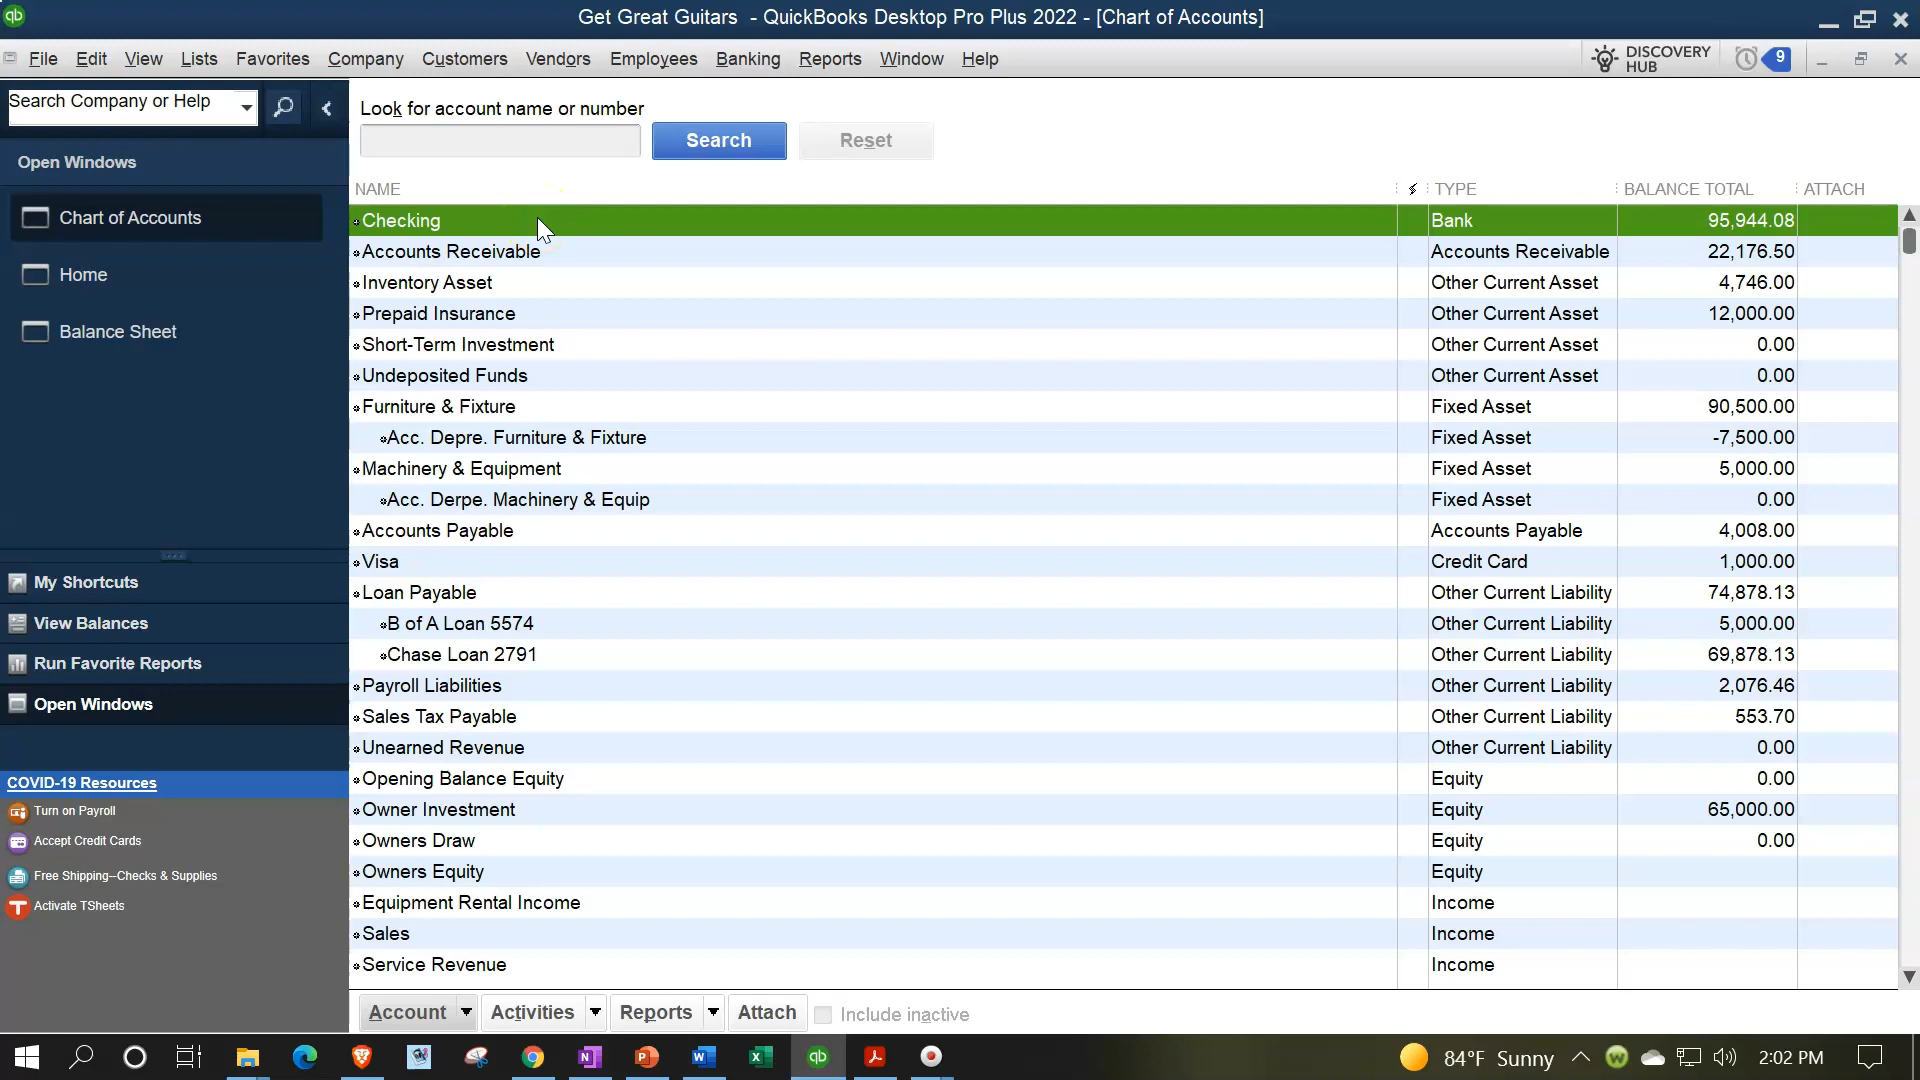 qb Get Great Guitars - QuickBooks Desktop Pro Plus 2022 - [Chart of Accounts]
File Edit View Lists Favorites Company Customers Vendors Employees Banking Reports Window Help DISCOVERY HUB 9
Search Company or Help
Look for account name or number
Search Reset
Open Windows
Chart of Accounts
Home
Balance Sheet
My Shortcuts
View Balances
Run Favorite Reports
Open Windows
COVID-19 Resources
Turn on Payroll
Accept Credit Cards
Free Shipping--Checks & Supplies
Activate TSheets
NAME TYPE BALANCE TOTAL ATTACH
Checking Bank 95,944.08
Accounts Receivable Accounts Receivable 22,176.50
Inventory Asset Other Current Asset 4,746.00
Prepaid Insurance Other Current Asset 12,000.00
Short-Term Investment Other Current Asset 0.00
Undeposited Funds Other Current Asset 0.00
Furniture & Fixture Fixed Asset 90,500.00
Acc. Depre. Furniture & Fixture Fixed Asset -7,500.00
Machinery & Equipment Fixed Asset 5,000.00
Acc. Derpe. Machinery & Equip Fixed Asset 0.00
Accounts Payable Accounts Payable 4,008.00
Visa Credit Card 1,000.00
Loan Payable Other Current Liability 74,878.13
B of A Loan 5574 Other Current Liability 5,000.00
Chase Loan 2791 Other Current Liability 69,878.13
Payroll Liabilities Other Current Liability 2,076.46
Sales Tax Payable Other Current Liability 553.70
Unearned Revenue Other Current Liability 0.00
Opening Balance Equity Equity 0.00
Owner Investment Equity 65,000.00
Owners Draw Equity 0.00
Owners Equity Equity
Equipment Rental Income Income
Sales Income
Service Revenue Income
Account Activities Reports Attach Include inactive
84°F Sunny 2:02 PM